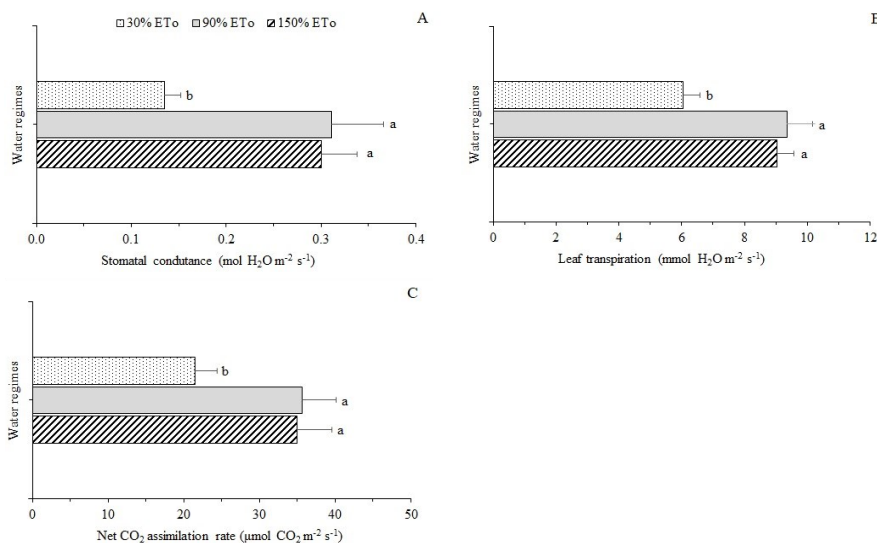 A
30% ETo 90% ETo 150% ETo
Water regimes
b
a
a
0.0 0.1 0.2 0.3 0.4
Stomatal condutance (mol H₂O m⁻² s⁻¹)
B
Water regimes
b
a
a
0 2 4 6 8 10 12
Leaf transpiration (mmol H₂O m⁻² s⁻¹)
C
Water regimes
b
a
a
0 10 20 30 40 50
Net CO₂ assimilation rate (µmol CO₂ m⁻² s⁻¹)